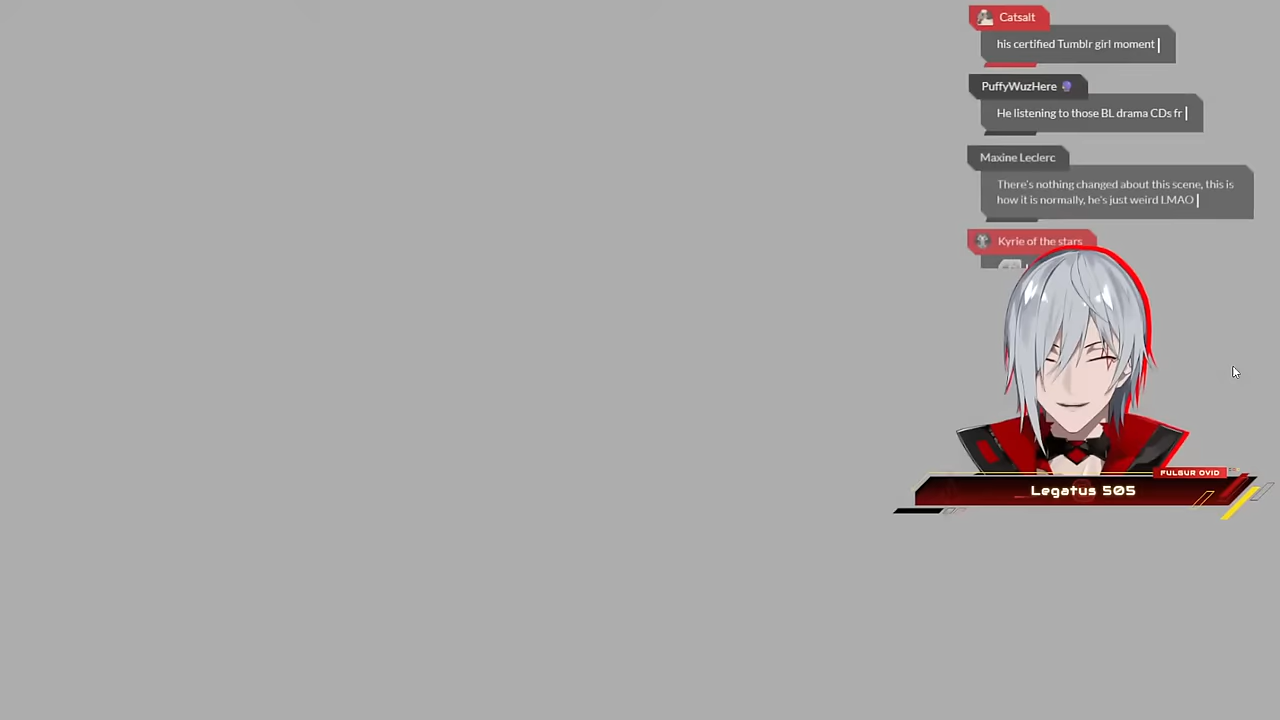 Catsalt
his certified Tumblr girl moment
PuffyWuzHere
He listening to those BL drama CDs fr
Maxine Leclerc
There's nothing changed about this scene, this is
how it is normally, he's just weird LMAO
Kyrie of the stars
FULGUR OVID
Legatus 505